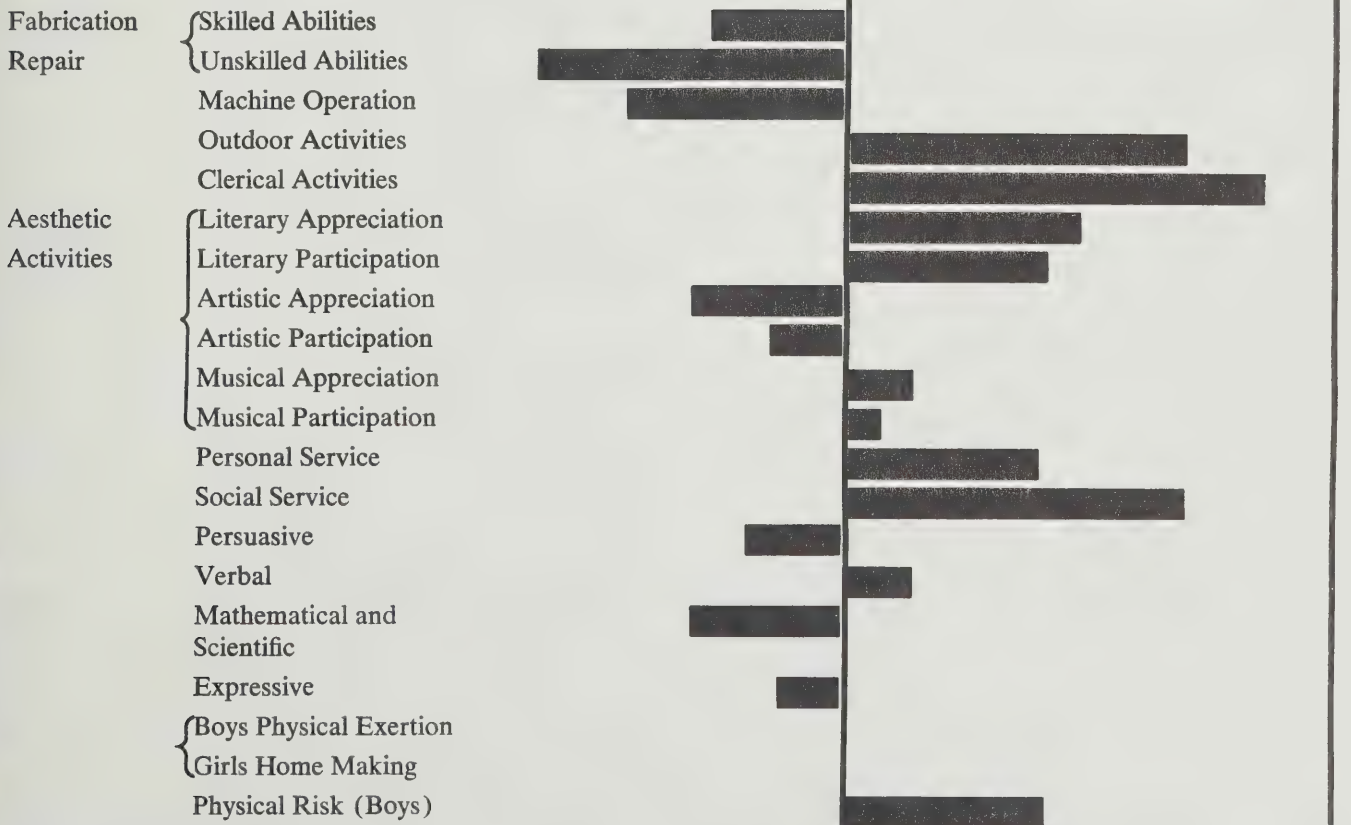 Fabrication Skilled Abilities
Repair Unskilled Abilities
Machine Operation
Outdoor Activities
Clerical Activities
Aesthetic Literary Appreciation
Activities Literary Participation
Artistic Appreciation
Artistic Participation
Musical Appreciation
Musical Participation
Personal Service
Social Service
Persuasive
Verbal
Mathematical and
Scientific
Expressive
Boys Physical Exertion
Girls Home Making
Physical Risk (Boys)